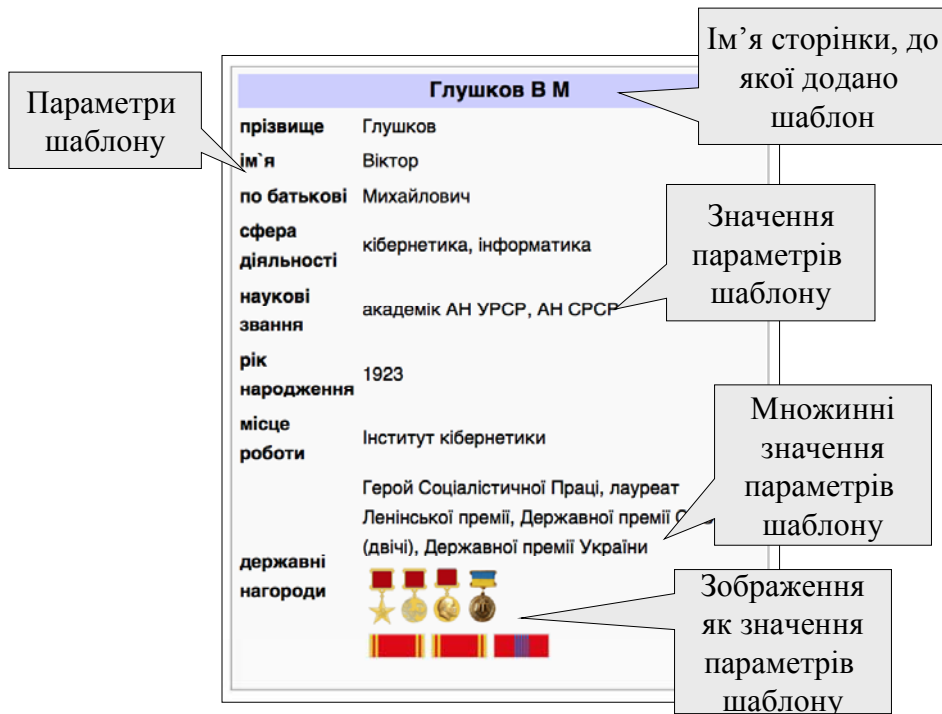 Ім’я сторінки, до
якої додано
шаблон
Параметри
шаблону
Глушков В М
прізвище Глушков
ім`я Віктор
по батькові Михайлович
сфера
діяльності
кібернетика, інформатика
Значення
параметрів
шаблону
наукові
звання
академік АН УРСР, АН СРСР
рік
народження
1923
місце
роботи
Інститут кібернетики
Множинні
значення
параметрів
шаблону
державні
нагороди
Герой Соціалістичної Праці, лауреат
Ленінської премії, Державної премії
(двічі), Державної премії України
Зображення
як значення
параметрів
шаблону